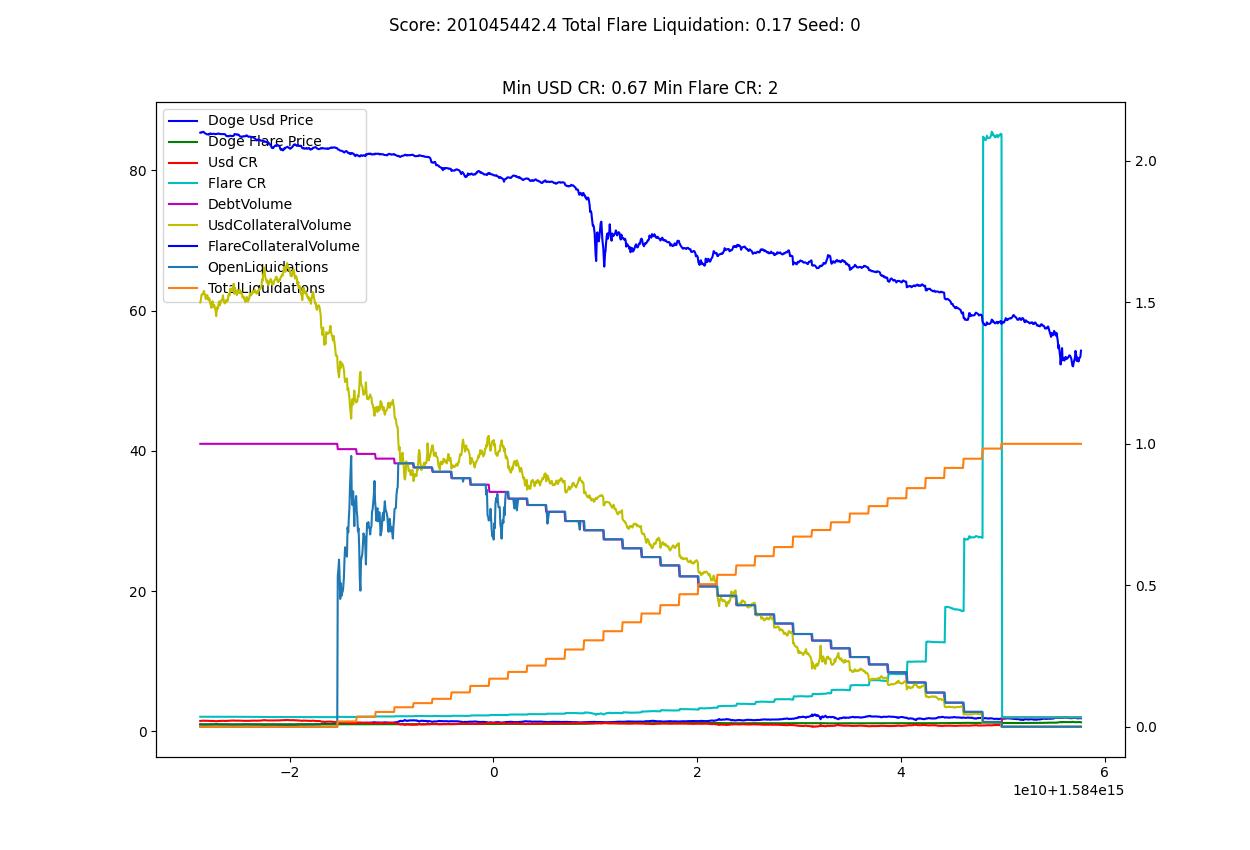 Score: 201045442.4 Total Flare Liquidation: 0.17 Seed: 0
Min USD CR: 0.67 Min Flare CR: 2
Doge Usd Price
Doge Flare Price
Usd CR
Flare CR
DebtVolume
UsdCollateralVolume
FlareCollateralVolume
OpenLiquidations
TotalLiquidations
80
60
40
20
0
2.0
1.5
1.0
0.5
0.0
−2
0
2
4
6
1e10+1.584e15